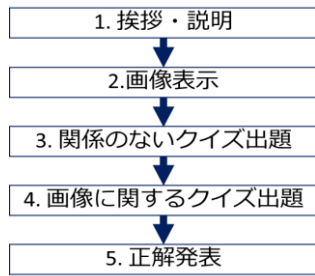 1. 挨拶・説明
2.画像表示
3. 関係のないクイズ出題
4. 画像に関するクイズ出題
5. 正解発表